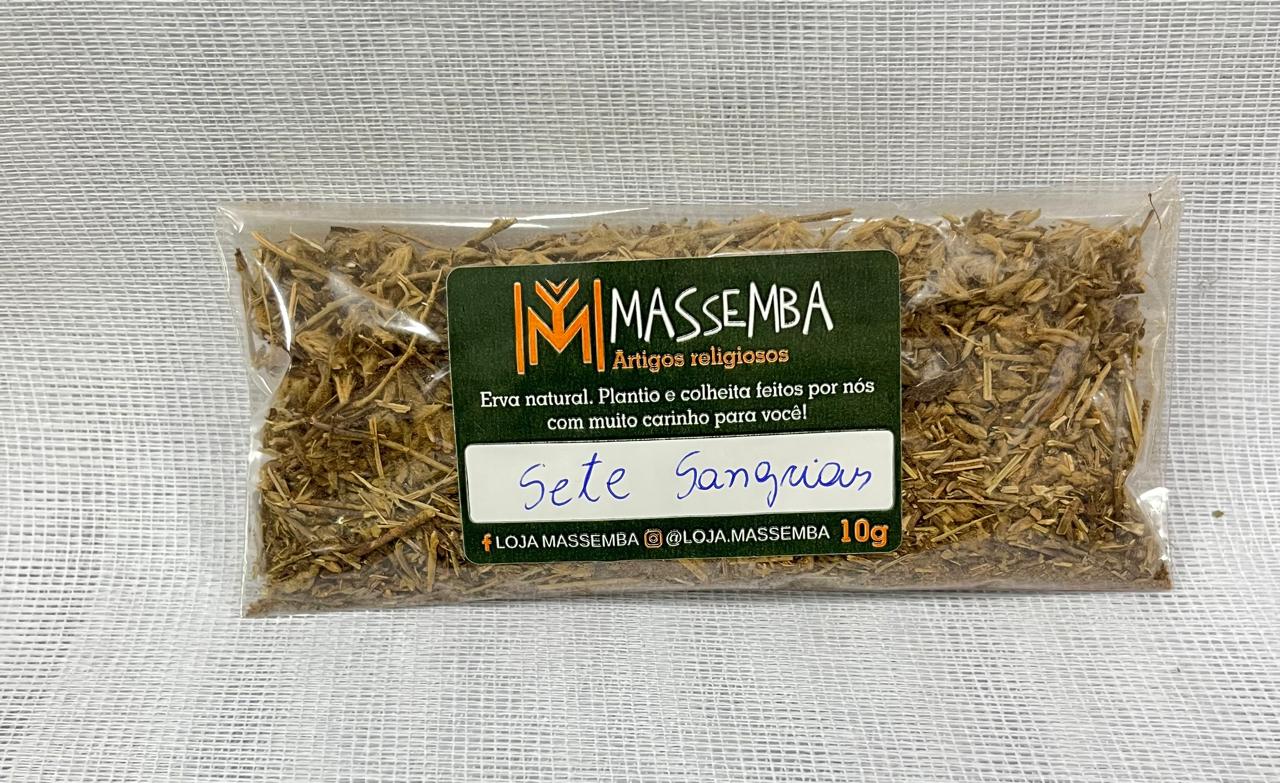 MASSEMBA
Artigos religiosos
Erva natural. Plantio e colheita feitos por nós
com muito carinho para você!
Sete Sangrias
LOJA MASSEMBA @LOJA.MASSEMBA 10g